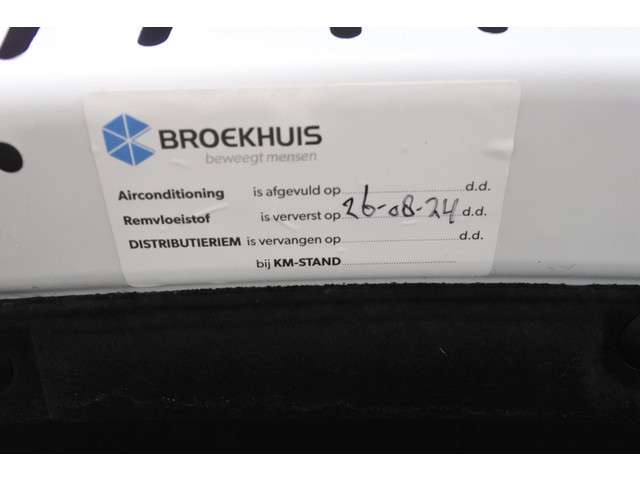 BROEKHUIS
beweegt mensen
Airconditioning is afgevuld op.......................d.d.
Remvloeistof is ververst op 26-08-24 d.d.
DISTRIBUTIERIEM is vervangen op.......................d.d.
bij KM-STAND.......................